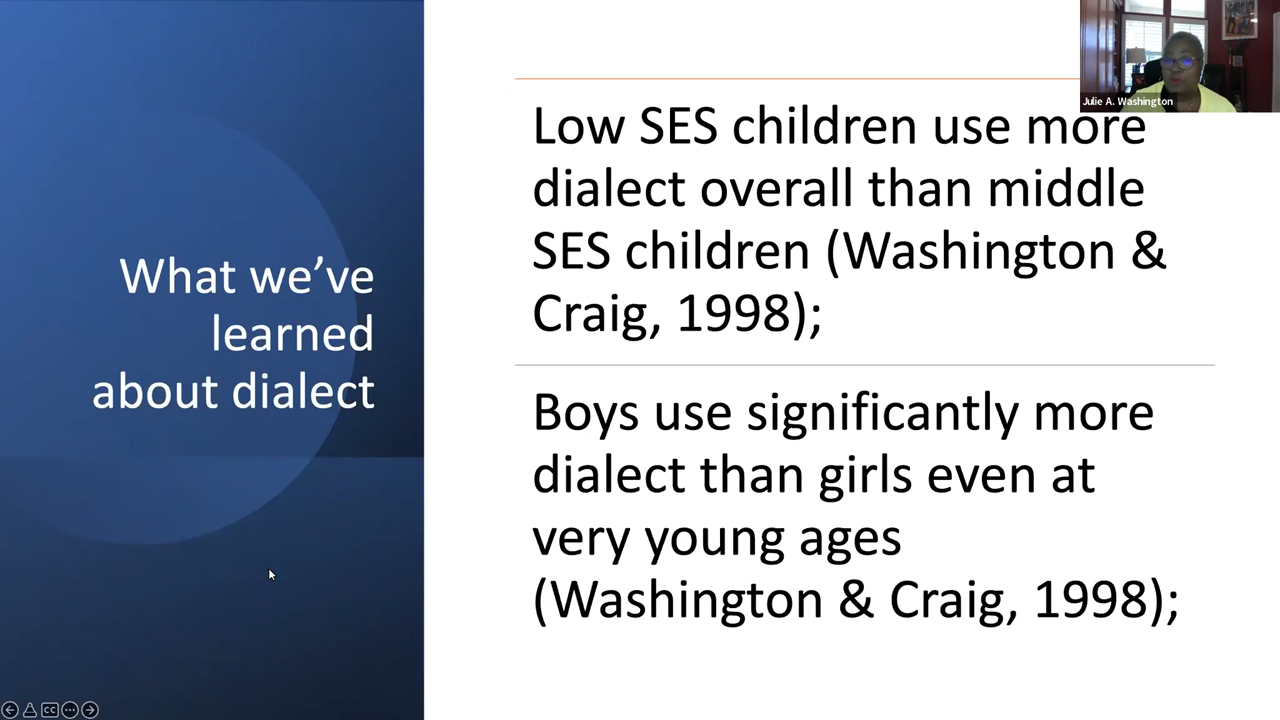 Julie A. Washington
What we’ve
learned
about dialect
Low SES children use more
dialect overall than middle
SES children (Washington &
Craig, 1998);
Boys use significantly more
dialect than girls even at
very young ages
(Washington & Craig, 1998);
CC